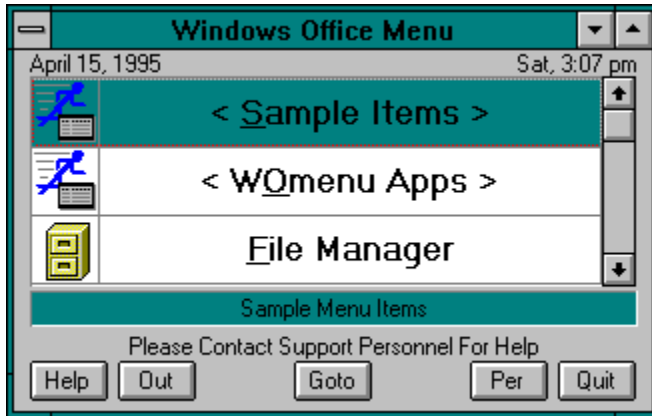 Windows Office Menu
April 15, 1995 Sat, 3:07 pm
< Sample Items >
< WOmenu Apps >
File Manager
Sample Menu Items
Please Contact Support Personnel For Help
Help Out Goto Per Quit